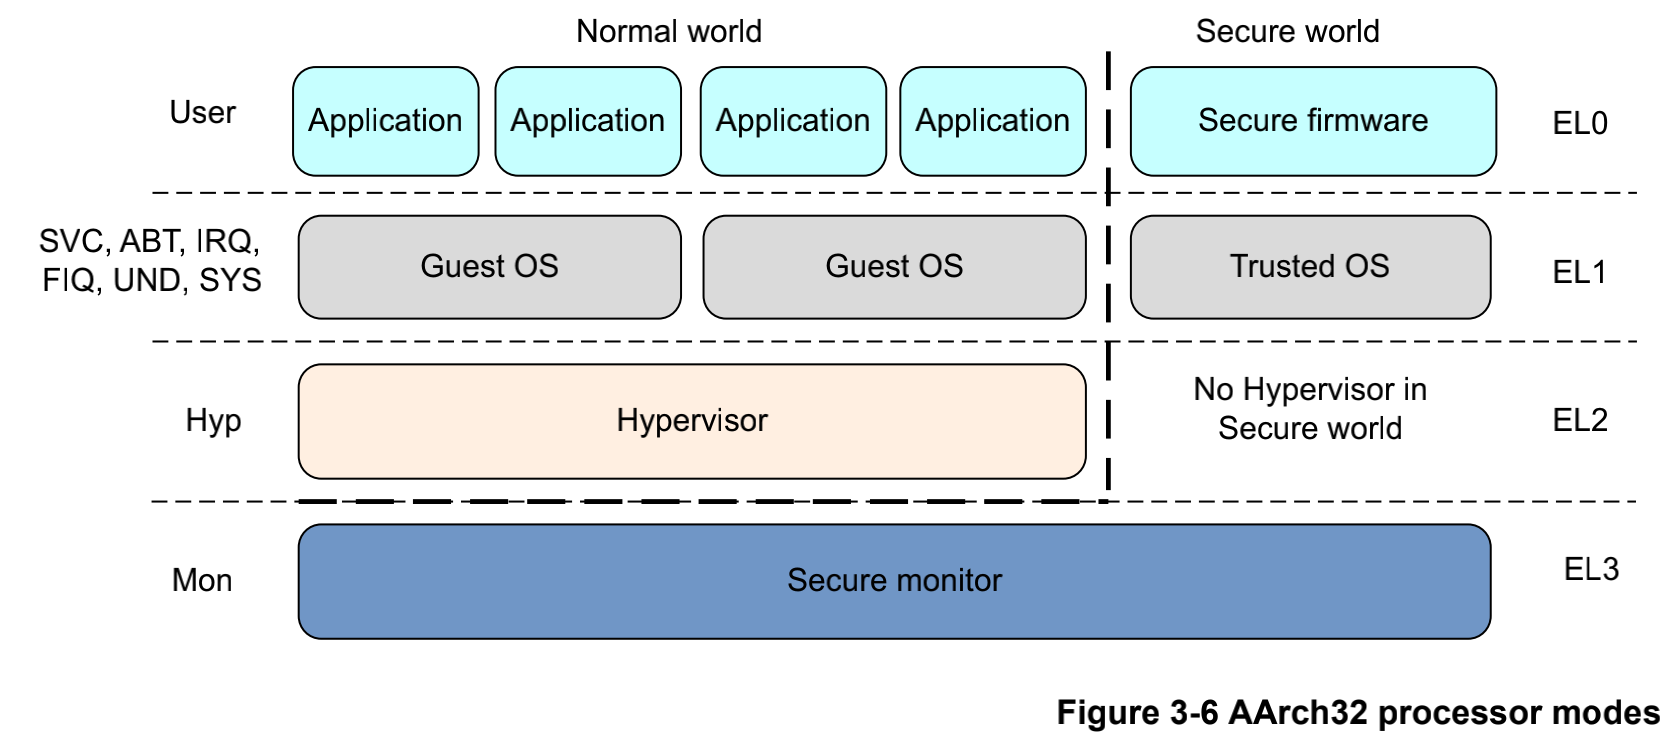 Normal world
Secure world
User
Application
Application
Application
Application
Secure firmware
EL0
SVC, ABT, IRQ,
FIQ, UND, SYS
Guest OS
Guest OS
Trusted OS
EL1
Hyp
Hypervisor
No Hypervisor in
Secure world
EL2
Mon
Secure monitor
EL3
Figure 3-6 AArch32 processor modes